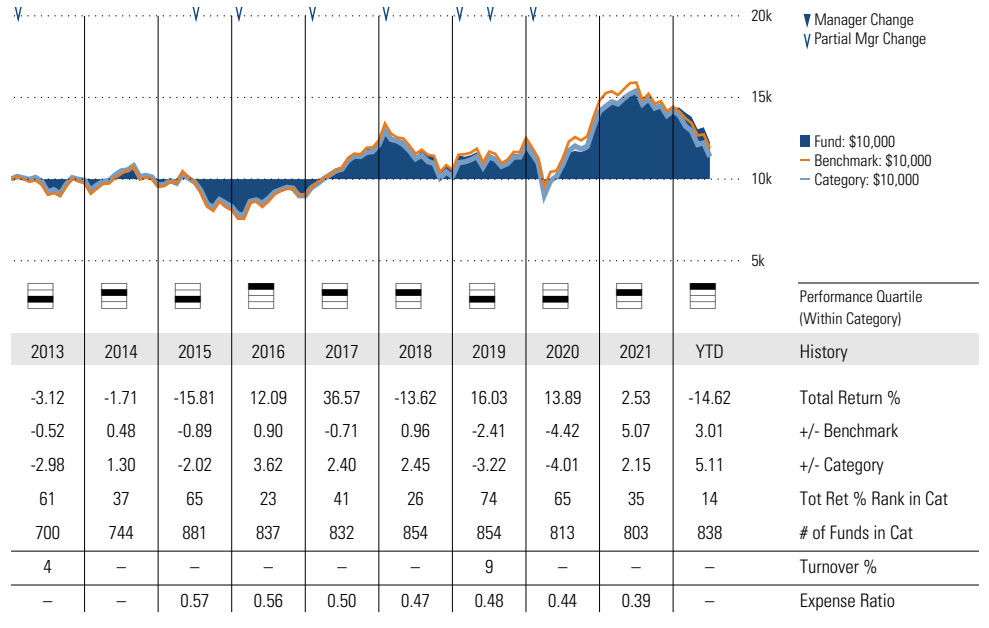 20k
Manager Change
Partial Mgr Change
15k
Fund: $10,000
Benchmark: $10,000
Category: $10,000
10k
5k
Performance Quartile
(Within Category)
2013 2014 2015 2016 2017 2018 2019 2020 2021 YTD History
-3.12 -1.71 -15.81 12.09 36.57 -13.62 16.03 13.89 2.53 -14.62 Total Return %
-0.52 0.48 -0.89 0.90 -0.71 0.96 -2.41 -4.42 5.07 3.01 +/- Benchmark
-2.98 1.30 -2.02 3.62 2.40 2.45 -3.22 -4.01 2.15 5.11 +/- Category
61 37 65 23 41 26 74 65 35 14 Tot Ret % Rank in Cat
700 744 881 837 832 854 854 813 803 838 # of Funds in Cat
4 – – – – – 9 – – – Turnover %
– – 0.57 0.56 0.50 0.47 0.48 0.44 0.39 – Expense Ratio